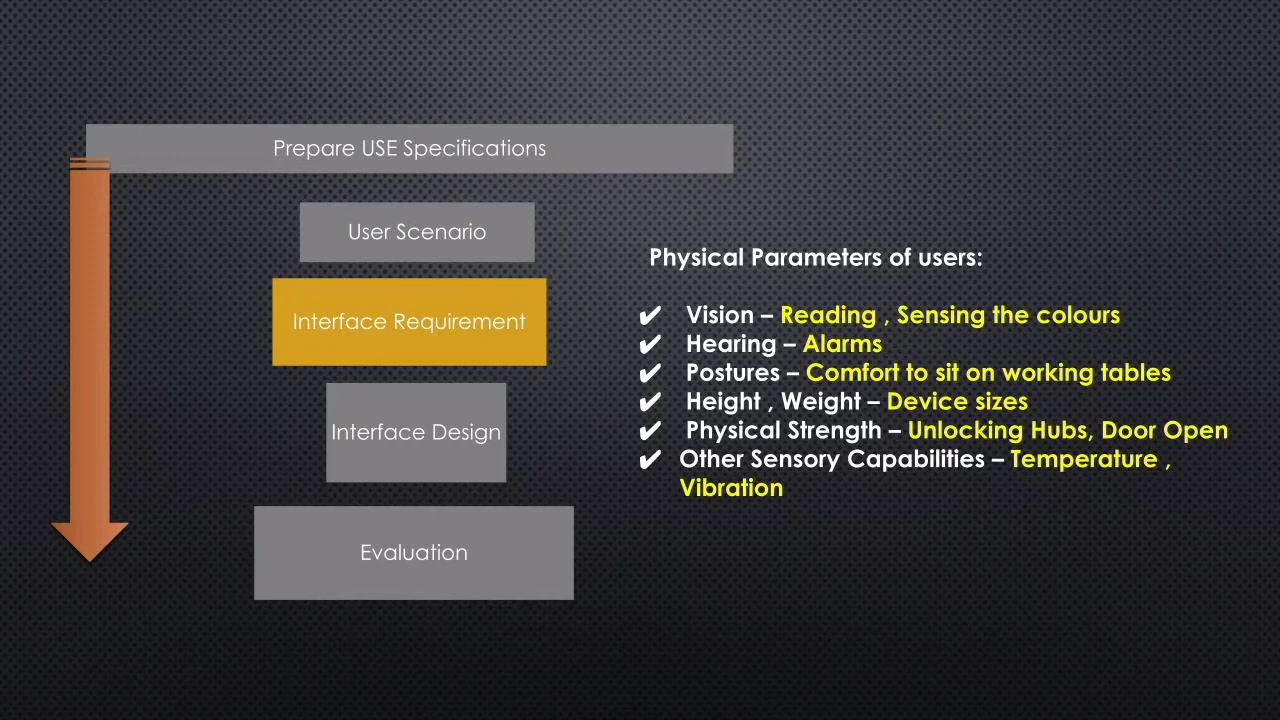 Prepare USE Specifications
User Scenario
Interface Requirement
Interface Design
Evaluation
Physical Parameters of users:
✔ Vision – Reading , Sensing the colours
✔ Hearing – Alarms
✔ Postures – Comfort to sit on working tables
✔ Height , Weight – Device sizes
✔ Physical Strength – Unlocking Hubs, Door Open
✔ Other Sensory Capabilities – Temperature ,
Vibration